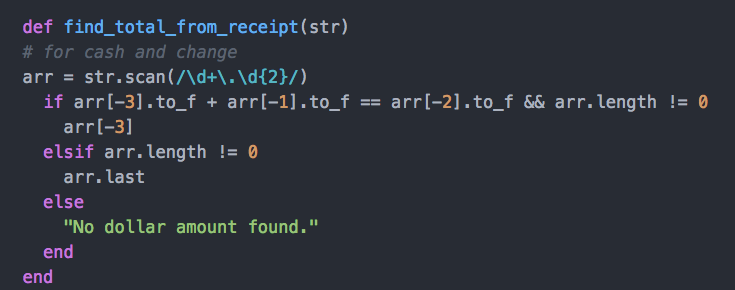 def find_total_from_receipt(str)
# for cash and change
arr = str.scan(/\d+\.\d{2}/)
  if arr[-3].to_f + arr[-1].to_f == arr[-2].to_f && arr.length != 0
    arr[-3]
  elsif arr.length != 0
    arr.last
  else
    "No dollar amount found."
  end
end